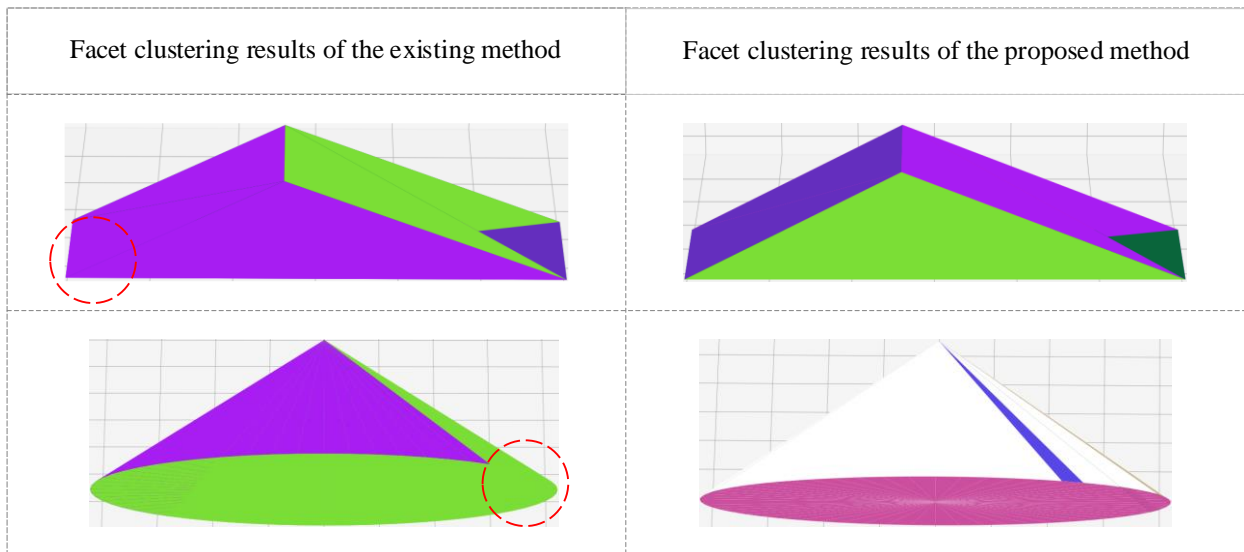 Facet clustering results of the existing method
Facet clustering results of the proposed method